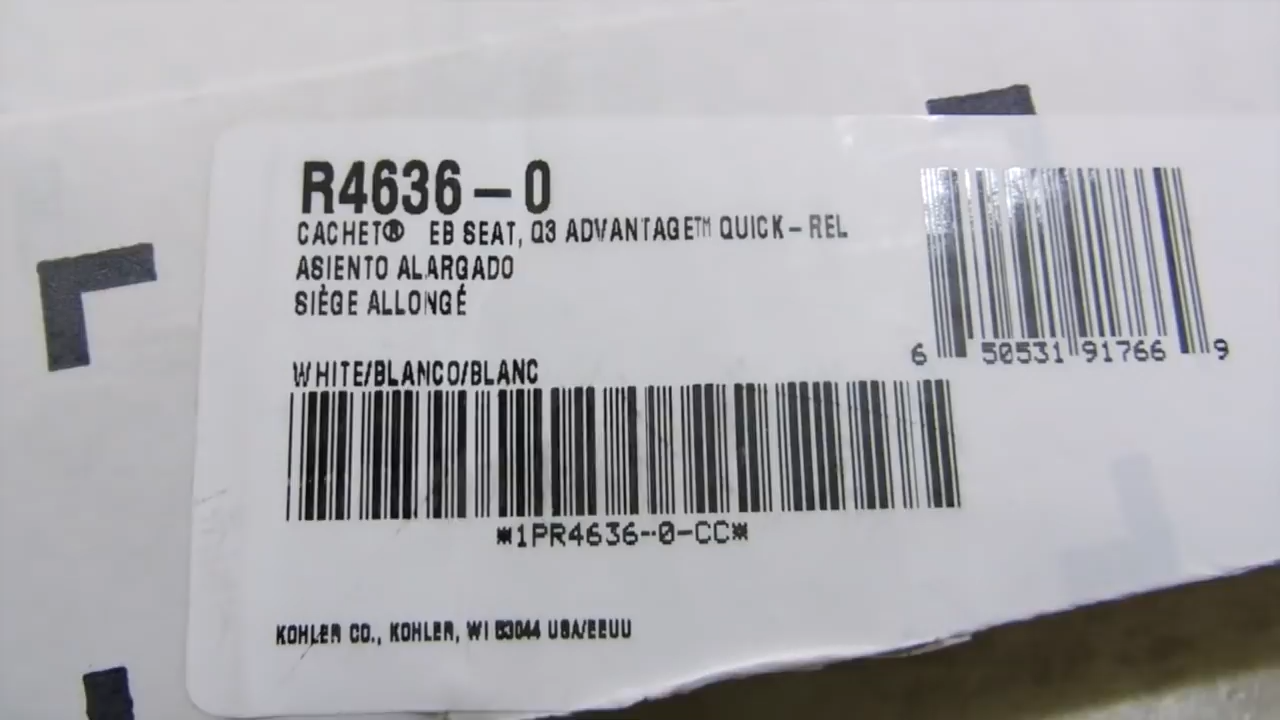 R4636-0
CACHET® EB SEAT, Q3 ADVANTAGE™ QUICK-REL
ASIENTO ALARGADO
SIÈGE ALLONGÉ
WHITE/BLANCO/BLANC
6 50531 91766 9
*1PR4636-0-CC*
KOHLER CO., KOHLER, WI 53044 USA/EEUU